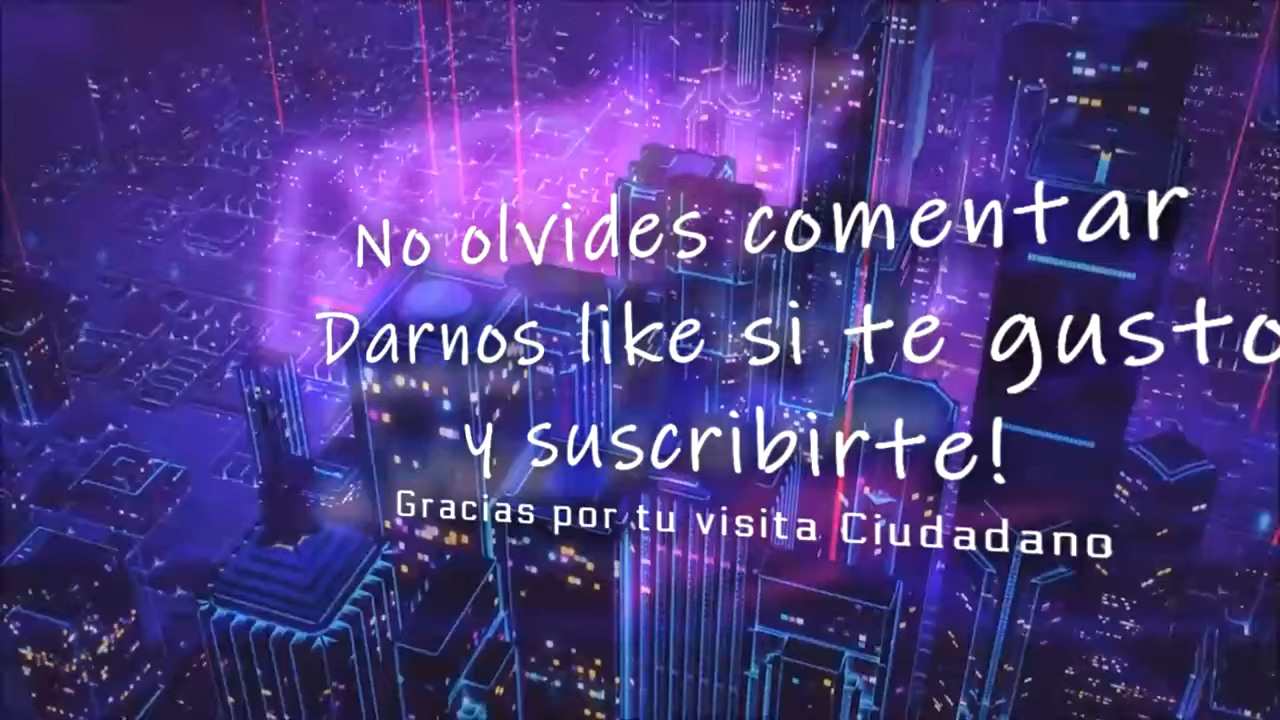 No olvides comentar
Darnos like si te gusto
y suscribirte!
Gracias por tu visita Ciudadano